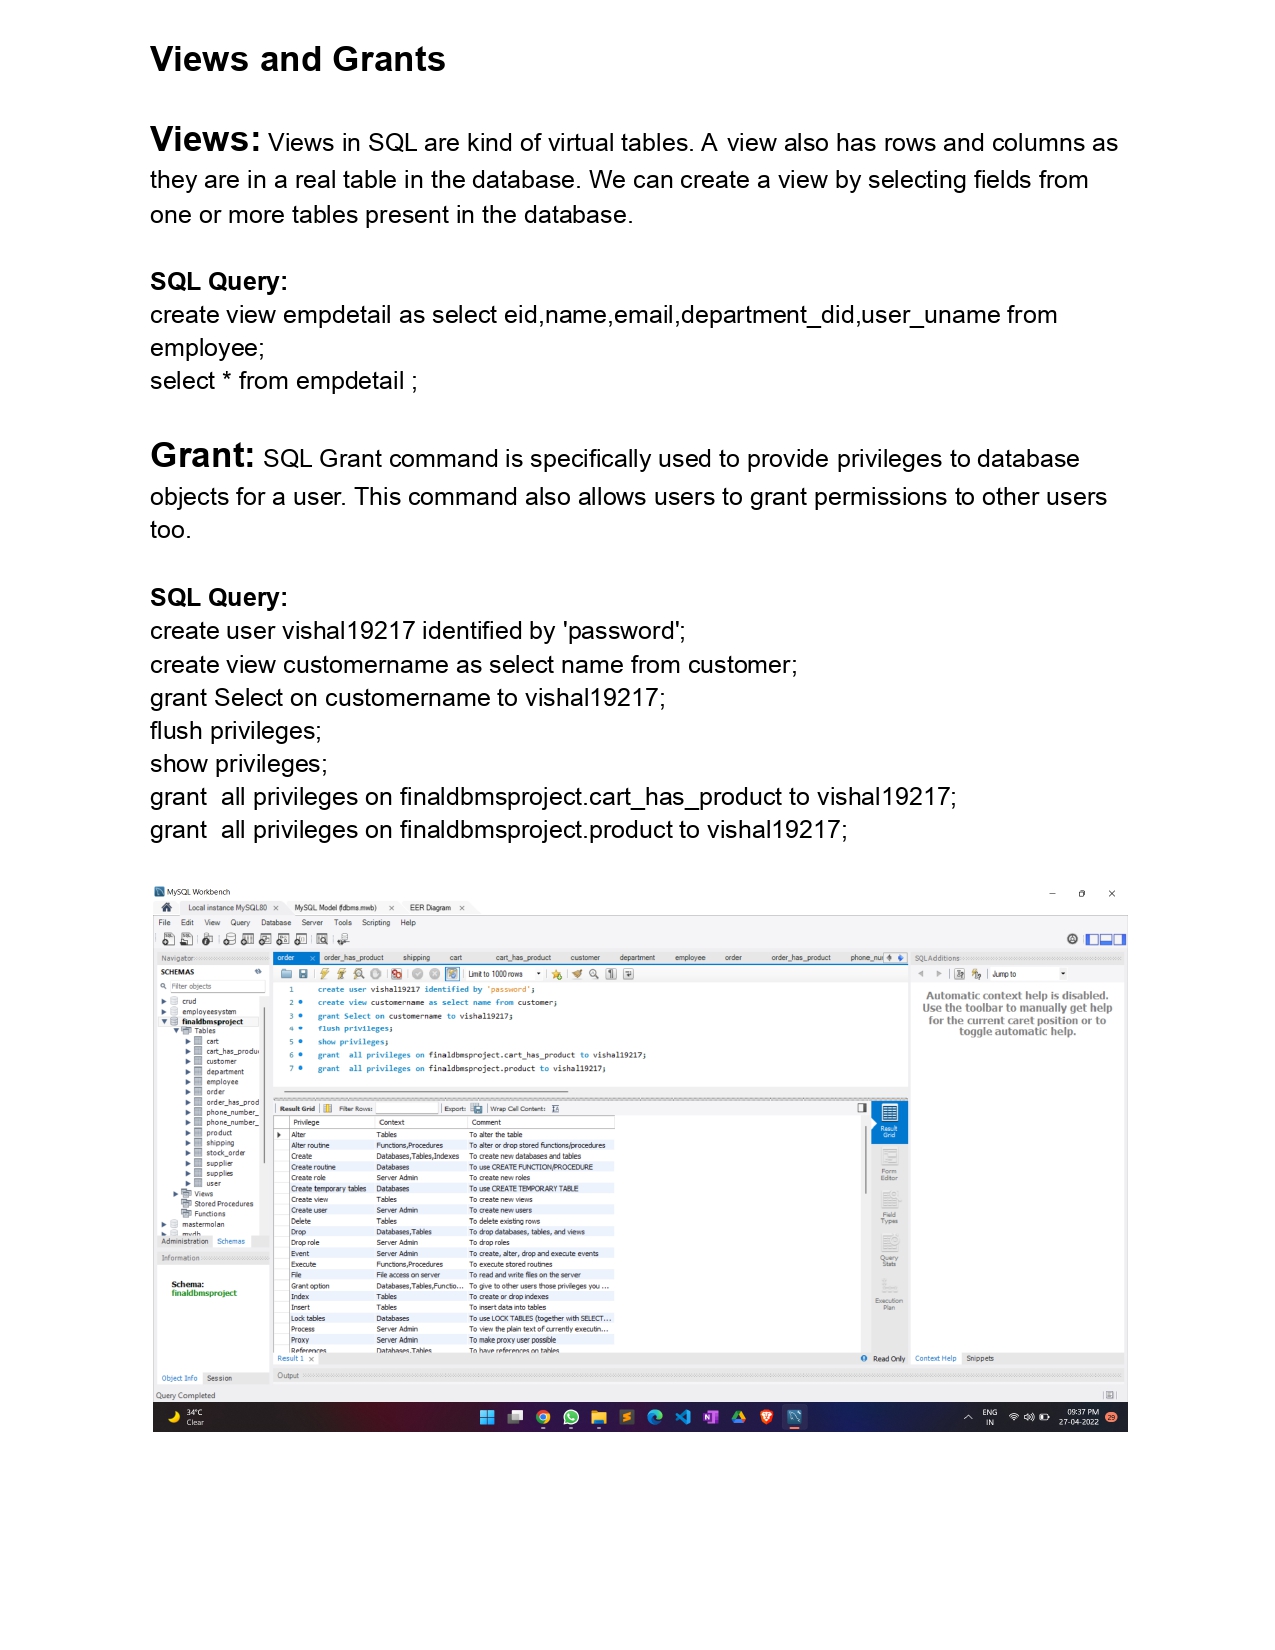 Views and Grants
Views: Views in SQL are kind of virtual tables. A view also has rows and columns as
they are in a real table in the database. We can create a view by selecting fields from
one or more tables present in the database.
SQL Query:
create view empdetail as select eid,name,email,department_did,user_uname from
employee;
select * from empdetail ;
Grant: SQL Grant command is specifically used to provide privileges to database
objects for a user. This command also allows users to grant permissions to other users
too.
SQL Query:
create user vishal19217 identified by 'password';
create view customername as select name from customer;
grant Select on customername to vishal19217;
flush privileges;
show privileges;
grant  all privileges on finaldbmsproject.cart_has_product to vishal19217;
grant  all privileges on finaldbmsproject.product to vishal19217;
MySQL Workbench
Local instance MySQL80 MySQL Model (fdbms.mwb) EER Diagram
File Edit View Query Database Server Tools Scripting Help
Navigator
SCHEMAS
Filter objects
crud
employeesystem
finaldbmsproject
Tables
cart
cart_has_produ
customer
department
employee
order
order_has_prod
phone_number_
phone_number_
product
shipping
stock_order
supplier
supplies
user
Views
Stored Procedures
Functions
mastermolan
mydb
Administration Schemas
Information
Schema:
finaldbmsproject
Object Info Session
Query Completed
order order_has_product shipping cart cart_has_product customer department employee order order_has_product phone_nu
Limit to 1000 rows
1 create user vishal19217 identified by 'password';
2 create view customername as select name from customer;
3 grant Select on customername to vishal19217;
4 flush privileges;
5 show privileges;
6 grant  all privileges on finaldbmsproject.cart_has_product to vishal19217;
7 grant  all privileges on finaldbmsproject.product to vishal19217;
Result Grid Filter Rows: Export: Wrap Cell Content:
Privilege Context Comment
Alter Tables To alter the table
Alter routine Functions,Procedures To alter or drop stored functions/procedures
Create Databases,Tables,Indexes To create new databases and tables
Create routine Databases To use CREATE FUNCTION/PROCEDURE
Create role Server Admin To create new roles
Create temporary tables Databases To use CREATE TEMPORARY TABLE
Create view Tables To create new views
Create user Server Admin To create new users
Delete Tables To delete existing rows
Drop Databases,Tables To drop databases, tables, and views
Drop role Server Admin To drop roles
Event Server Admin To create, alter, drop and execute events
Execute Functions,Procedures To execute stored routines
File File access on server To read and write files on the server
Grant option Databases,Tables,Functio... To give to other users those privileges you ...
Index Tables To create or drop indexes
Insert Tables To insert data into tables
Lock tables Databases To use LOCK TABLES (together with SELECT...
Process Server Admin To view the plain text of currently executin...
Proxy Server Admin To make proxy user possible
References Databases,Tables To have references on tables
Result 1
Output
Result
Grid
Form
Editor
Field
Types
Query
Stats
Execution
Plan
Read Only
SQLAdditions
Jump to
Automatic context help is disabled.
Use the toolbar to manually get help
for the current caret position or to
toggle automatic help.
Context Help Snippets
34°C
Clear
ENG
IN
09:37 PM
27-04-2022
29